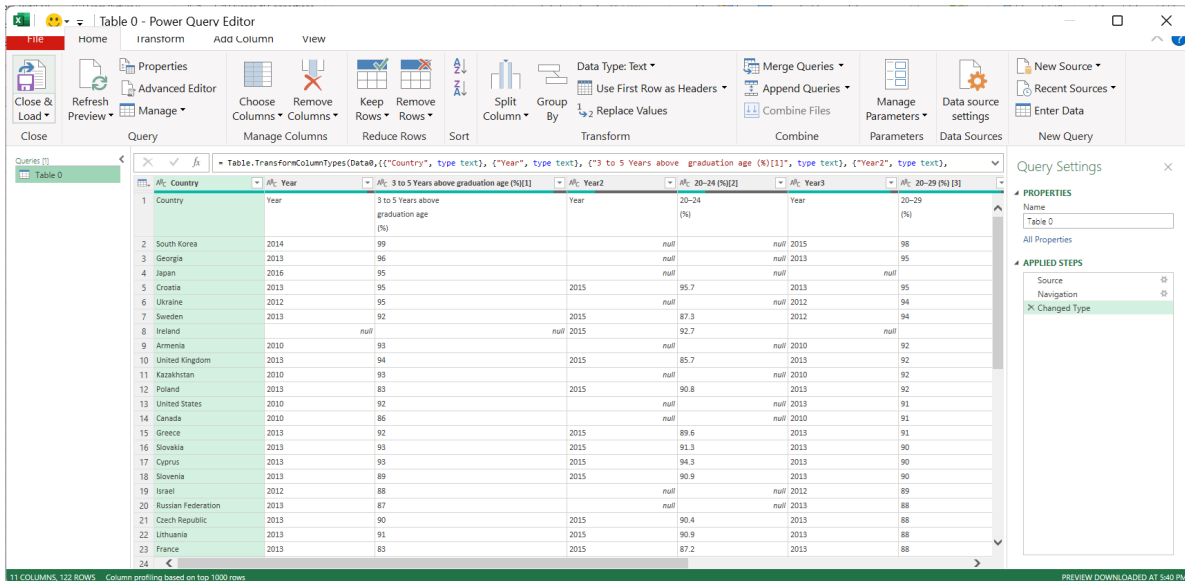 Table 0 - Power Query Editor
File Home Transform Add Column View
Close & Load
Refresh Preview
Properties
Advanced Editor
Manage
Choose Columns
Remove Columns
Keep Rows
Remove Rows
Split Column
Group By
Data Type: Text
Use First Row as Headers
Replace Values
Merge Queries
Append Queries
Combine Files
Manage Parameters
Data source settings
New Source
Recent Sources
Enter Data
Close Query Manage Columns Reduce Rows Sort Transform Combine Parameters Data Sources New Query
Queries [1]
Table 0
fx = Table.TransformColumnTypes(Data0,{{"Country", type text}, {"Year", type text}, {"3 to 5 Years above graduation age (%)[1]", type text}, {"Year2", type text},
Country Year 3 to 5 Years above graduation age (%)[1] Year2 20–24 (%)[2] Year3 20–29 (%) [3]
1 Country Year 3 to 5 Years above Year 20–24 Year 20–29
graduation age (%) (%)
(%)
2 South Korea 2014 99 null null 2015 98
3 Georgia 2013 96 null null 2013 95
4 Japan 2016 95 null null null
5 Croatia 2013 95 2015 95.7 2013 95
6 Ukraine 2012 95 null null 2012 94
7 Sweden 2013 92 2015 87.3 2012 94
8 Ireland null null 2015 92.7 null
9 Armenia 2010 93 null null 2010 92
10 United Kingdom 2013 94 2015 85.7 2013 92
11 Kazakhstan 2010 93 null null 2010 92
12 Poland 2013 83 2015 90.8 2013 92
13 United States 2010 92 null null 2013 91
14 Canada 2010 86 null null 2010 91
15 Greece 2013 92 2015 89.6 2013 91
16 Slovakia 2013 93 2015 91.3 2013 90
17 Cyprus 2013 93 2015 94.3 2013 90
18 Slovenia 2013 89 2015 90.9 2013 90
19 Israel 2012 88 null null 2012 89
20 Russian Federation 2013 87 null null 2013 88
21 Czech Republic 2013 90 2015 90.4 2013 88
22 Lithuania 2013 91 2015 90.9 2013 88
23 France 2013 83 2015 87.2 2013 88
24
Query Settings
PROPERTIES
Name
Table 0
All Properties
APPLIED STEPS
Source
Navigation
Changed Type
11 COLUMNS, 122 ROWS Column profiling based on top 1000 rows PREVIEW DOWNLOADED AT 5:40 PM